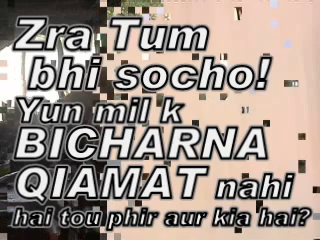 Zra Tum
bhi socho!
Yun mil k
BICHARNA
QIAMAT nahi
hai tou phir aur kia hai?